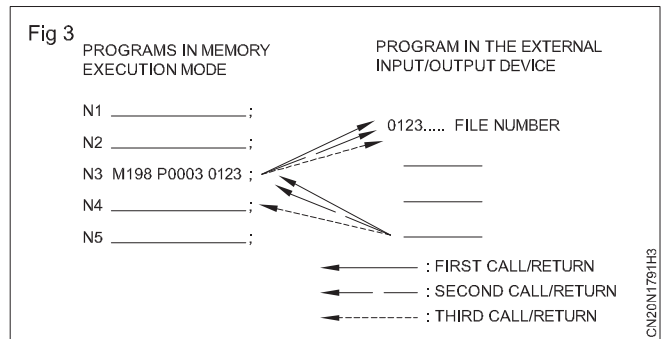 Fig 3
PROGRAMS IN MEMORY
EXECUTION MODE
PROGRAM IN THE EXTERNAL
INPUT/OUTPUT DEVICE
N1 ;
N2 ;
N3 M198 P0003 0123 ;
N4 ;
N5 ;
0123..... FILE NUMBER
: FIRST CALL/RETURN
: SECOND CALL/RETURN
: THIRD CALL/RETURN
CN20N1791H3